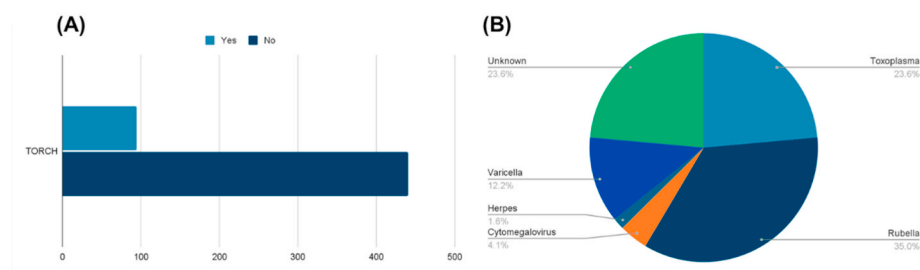 (A)
Yes No
TORCH
0 100 200 300 400 500
(B)
Unknown
23.6%
Toxoplasma
23.6%
Varicella
12.2%
Herpes
1.6%
Cytomegalovirus
4.1%
Rubella
35.0%